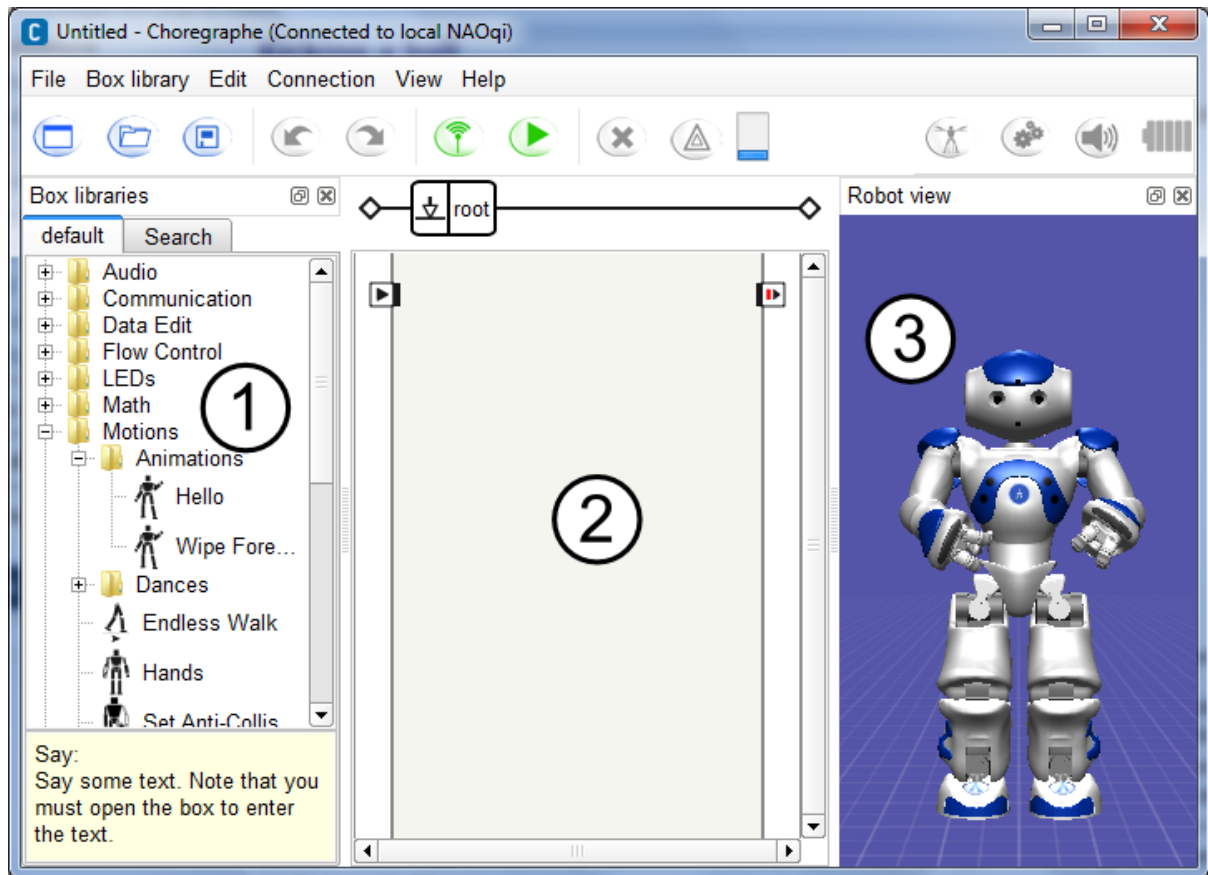 Untitled - Choregraphe (Connected to local NAOqi)
File Box library Edit Connection View Help
Box libraries
default Search
Audio
Communication
Data Edit
Flow Control
LEDs
Math
Motions
Animations
Hello
Wipe Fore...
Dances
Endless Walk
Hands
Set Anti-Collis
Say:
Say some text. Note that you
must open the box to enter
the text.
1
root
2
Robot view
3